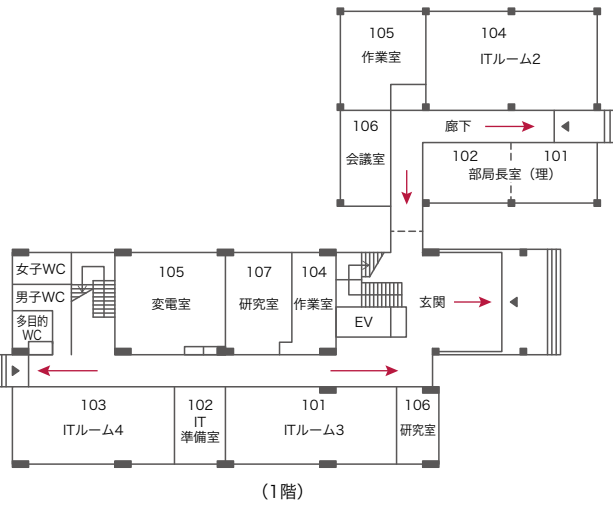 105
作業室
104
ITルーム2
106
会議室
廊下
102
101
部局長室（理）
女子WC
男子WC
多目的
WC
105
変電室
107
研究室
104
作業室
EV
玄関
103
ITルーム4
102
IT
準備室
101
ITルーム3
106
研究室
（1階）